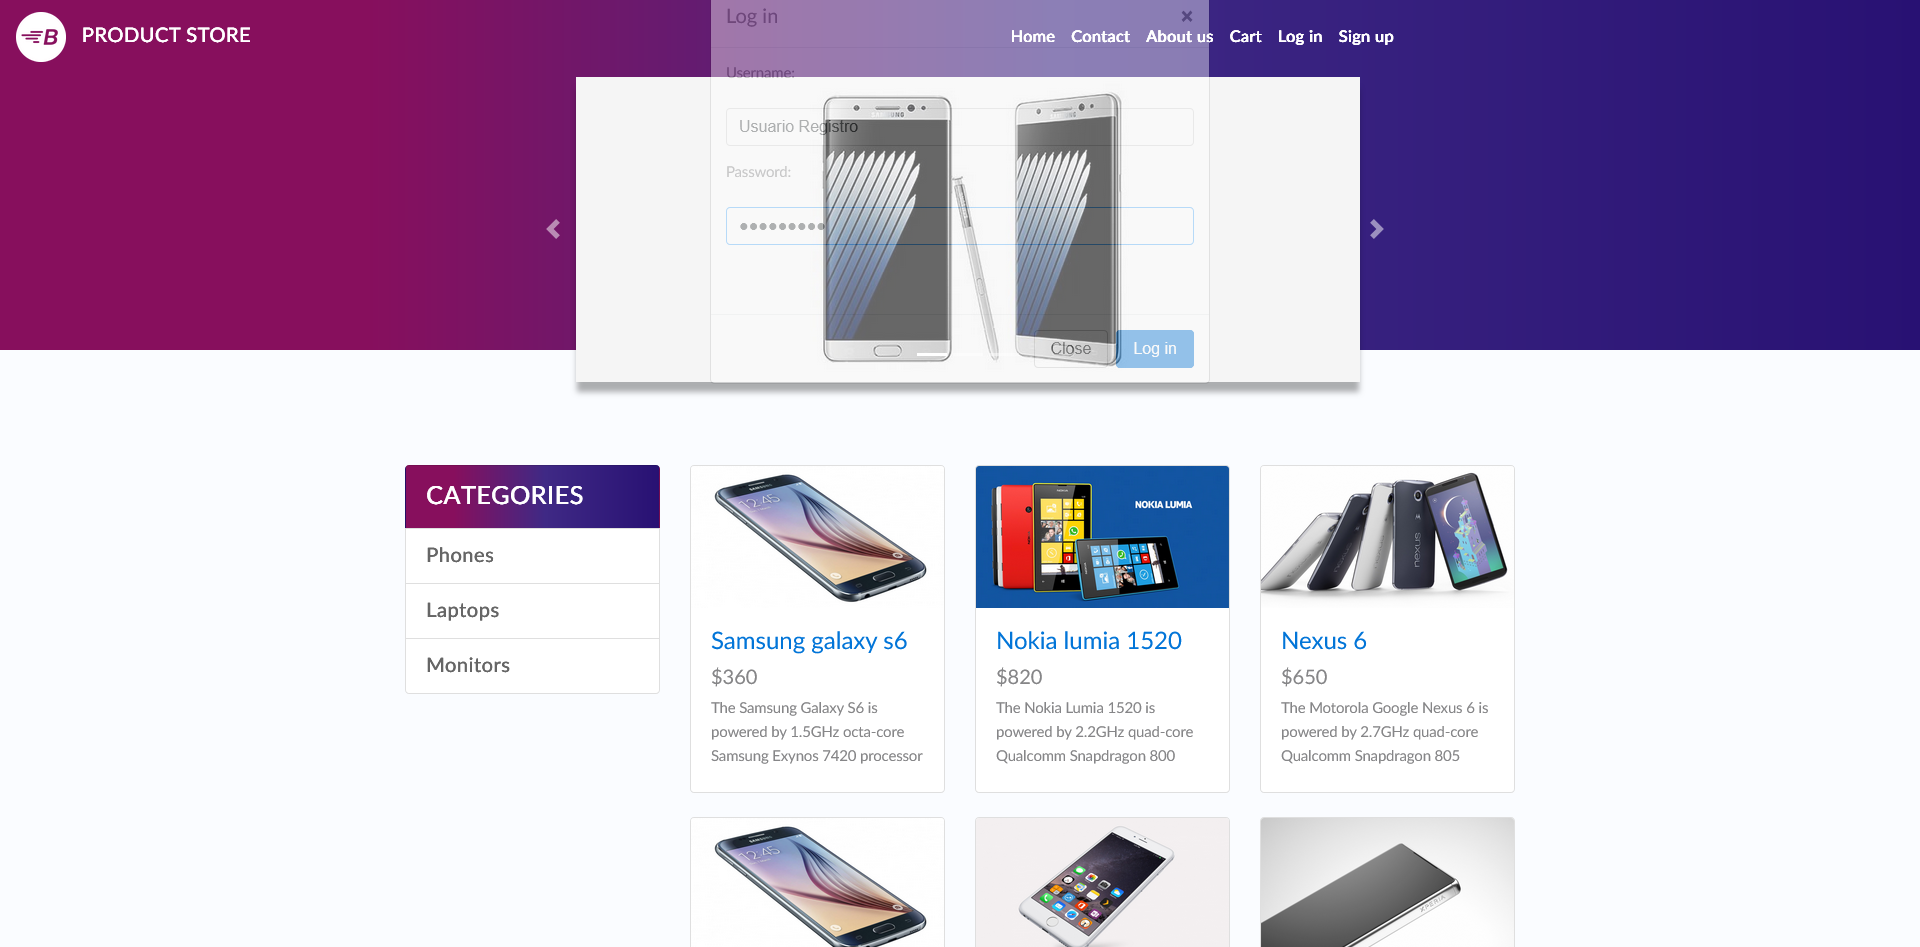 PRODUCT STORE
Home Contact About us Cart Log in Sign up
Log in
×
Username:
Usuario Registro
Password:
Close Log in
CATEGORIES
Phones
Laptops
Monitors
NOKIA LUMIA
Samsung galaxy s6
$360
The Samsung Galaxy S6 is
powered by 1.5GHz octa-core
Samsung Exynos 7420 processor
Nokia lumia 1520
$820
The Nokia Lumia 1520 is
powered by 2.2GHz quad-core
Qualcomm Snapdragon 800
nexus
Nexus 6
$650
The Motorola Google Nexus 6 is
powered by 2.7GHz quad-core
Qualcomm Snapdragon 805
12:45
XPERIA